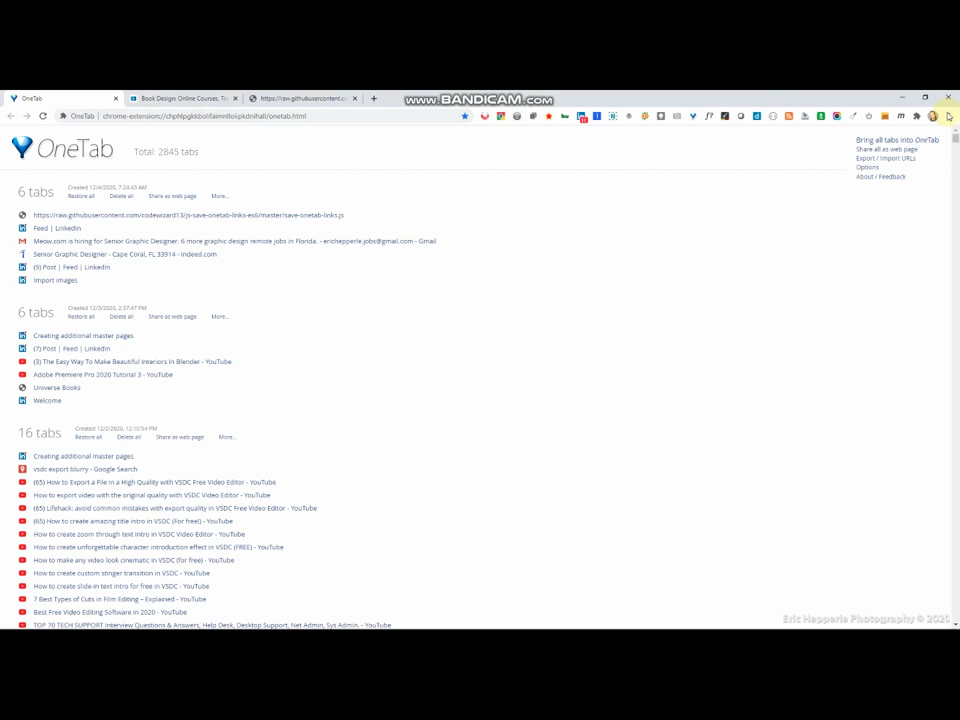 www.BANDICAM.com
OneTab
Book Design: Online Courses, Tra
https://raw.githubusercontent.co
OneTab
chrome-extension://chphlpgkkbolifaimnlloiipkdnihall/onetab.html
OneTab
Total: 2845 tabs
Bring all tabs into OneTab
Share all as web page
Export / Import URLs
Options
About / Feedback
6 tabs
Created 12/4/2020, 7:24:43 AM
Restore all Delete all Share as web page More...
https://raw.githubusercontent.com/codewizard13/js-save-onetab-links-es6/master/save-onetab-links.js
Feed | LinkedIn
Meow.com is hiring for Senior Graphic Designer. 6 more graphic design remote jobs in Florida. - erichepperle.jobs@gmail.com - Gmail
Senior Graphic Designer - Cape Coral, FL 33914 - Indeed.com
(9) Post | Feed | LinkedIn
Import images
6 tabs
Created 12/3/2020, 2:37:47 PM
Restore all Delete all Share as web page More...
Creating additional master pages
(7) Post | Feed | LinkedIn
(3) The Easy Way To Make Beautiful Interiors In Blender - YouTube
Adobe Premiere Pro 2020 Tutorial 3 - YouTube
Universe Books
Welcome
16 tabs
Created 12/2/2020, 12:10:54 PM
Restore all Delete all Share as web page More...
Creating additional master pages
vsdc export blurry - Google Search
(65) How to Export a File in a High Quality with VSDC Free Video Editor - YouTube
How to export video with the original quality with VSDC Video Editor - YouTube
(65) Lifehack: avoid common mistakes with export quality in VSDC Free Video Editor - YouTube
(65) How to create amazing title intro in VSDC (For free!) - YouTube
How to create zoom through text intro in VSDC Video Editor - YouTube
How to create unforgettable character introduction effect in VSDC (FREE) - YouTube
How to make any video look cinematic in VSDC (for free) - YouTube
How to create custom stinger transition in VSDC - YouTube
How to create slide-in text intro for free in VSDC - YouTube
7 Best Types of Cuts in Film Editing – Explained - YouTube
Best Free Video Editing Software in 2020 - YouTube
TOP 70 TECH SUPPORT Interview Questions & Answers, Help Desk, Desktop Support, Net Admin, Sys Admin. - YouTube
Eric Hepperle Photography © 2020